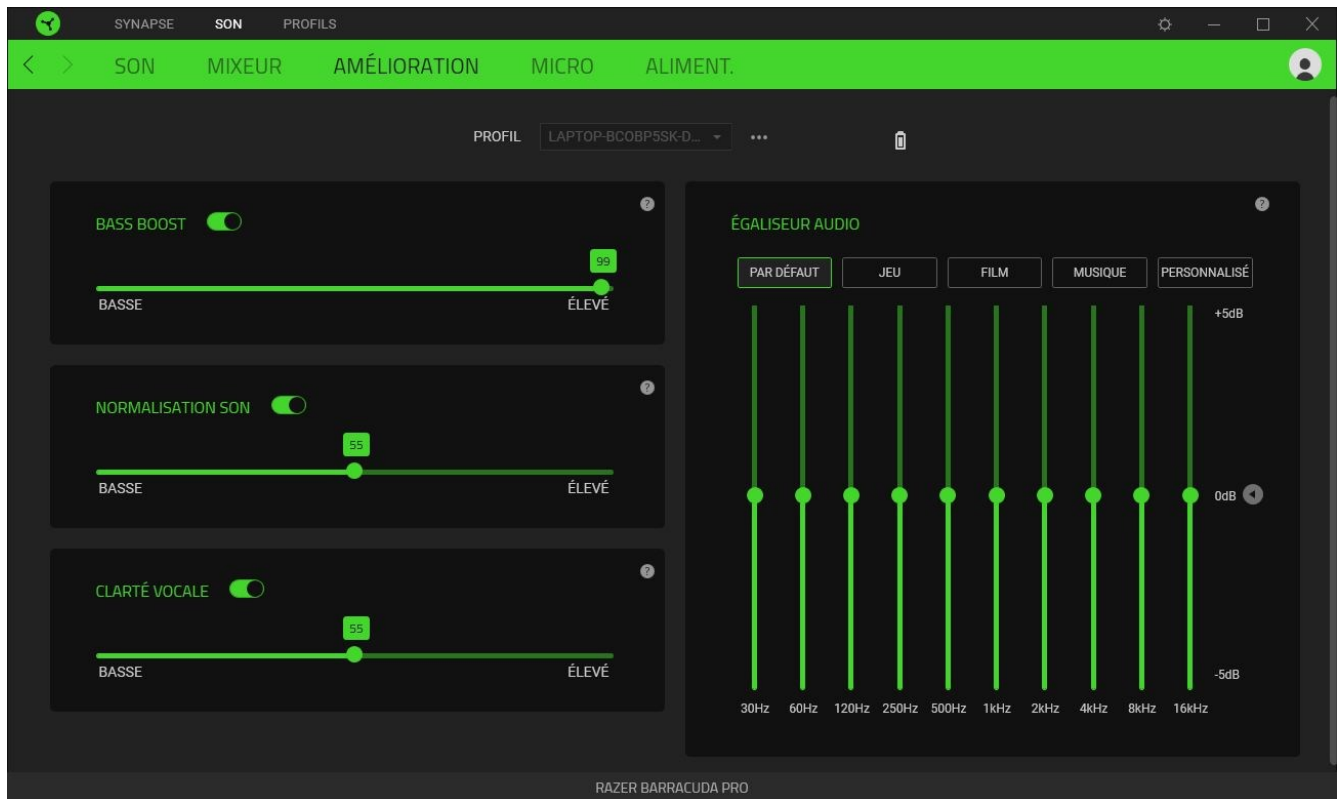 SYNAPSE SON PROFILS
SON MIXEUR AMÉLIORATION MICRO ALIMENT.
PROFIL LAPTOP-BCOBP5SK-D...
BASS BOOST
99
BASSE ÉLEVÉ
NORMALISATION SON
55
BASSE ÉLEVÉ
CLARTÉ VOCALE
55
BASSE ÉLEVÉ
ÉGALISEUR AUDIO
PAR DÉFAUT JEU FILM MUSIQUE PERSONNALISÉ
+5dB
0dB
-5dB
30Hz 60Hz 120Hz 250Hz 500Hz 1kHz 2kHz 4kHz 8kHz 16kHz
RAZER BARRACUDA PRO